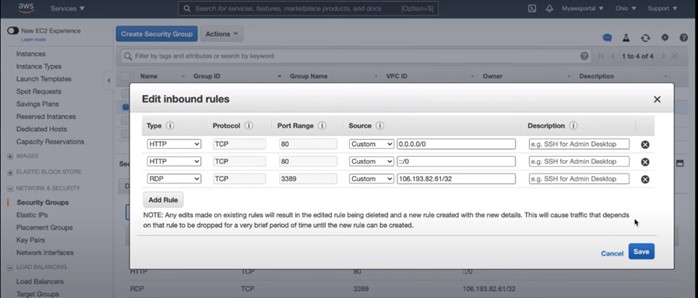 aws
Services
Search for services, features, marketplace products, and docs
[Option+S]
Myawsportal
Ohio
Support
New EC2 Experience
Learn more
Create Security Group
Actions
Instances
Instance Types
Launch Templates
Spot Requests
Savings Plans
Reserved Instances
Dedicated Hosts
Capacity Reservations
IMAGES
ELASTIC BLOCK STORE
NETWORK & SECURITY
Security Groups
Elastic IPs
Placement Groups
Key Pairs
Network Interfaces
LOAD BALANCING
Load Balancers
Target Groups
Filter by tags and attributes or search by keyword
1 to 4 of 4
Name Group ID Group Name VPC ID Owner Description
Edit inbound rules
Type Protocol Port Range Source Description
HTTP TCP 80 Custom 0.0.0.0/0 e.g. SSH for Admin Desktop
HTTP TCP 80 Custom ::/0 e.g. SSH for Admin Desktop
RDP TCP 3389 Custom 106.193.82.61/32 e.g. SSH for Admin Desktop
Add Rule
NOTE: Any edits made on existing rules will result in the edited rule being deleted and a new rule created with the new details. This will cause traffic that depends
on that rule to be dropped for a very brief period of time until the new rule can be created.
Cancel Save
HTTP TCP 80 ::/0
RDP TCP 3389 106.193.82.61/32